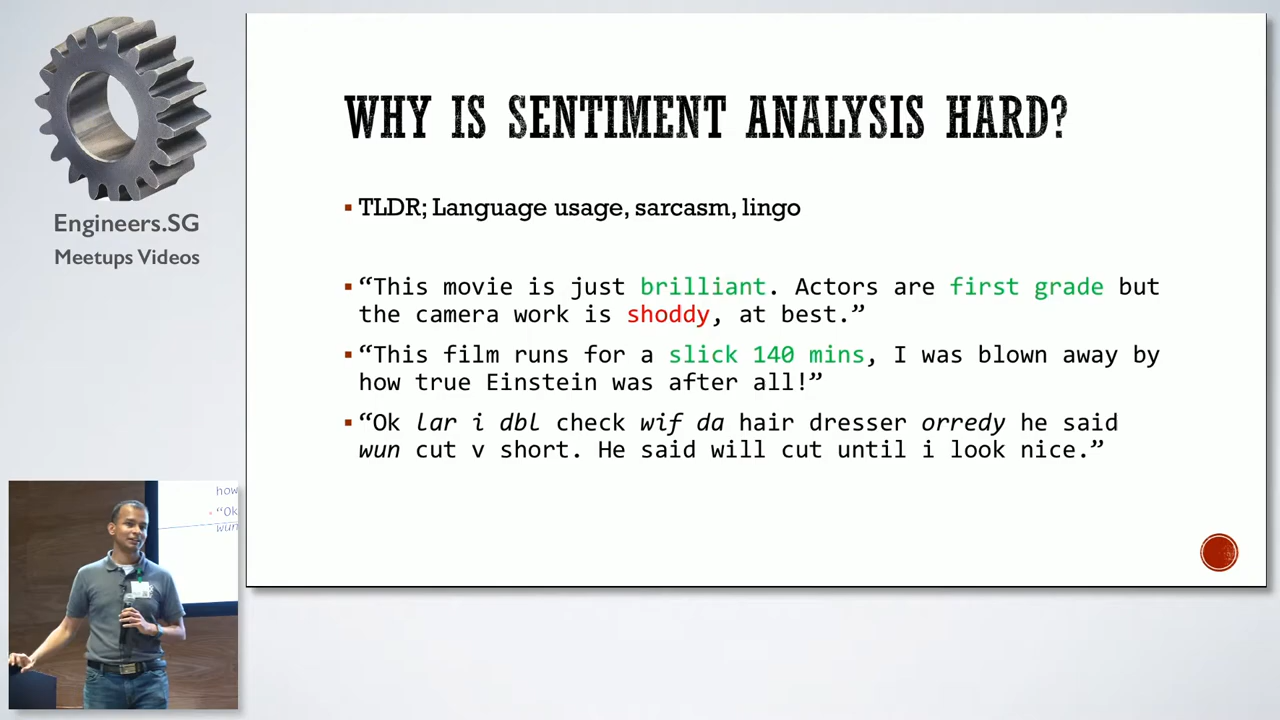 Engineers.SG
Meetups Videos
WHY IS SENTIMENT ANALYSIS HARD?
▪ TLDR; Language usage, sarcasm, lingo
▪ “This movie is just brilliant. Actors are first grade but
the camera work is shoddy, at best.”
▪ “This film runs for a slick 140 mins, I was blown away by
how true Einstein was after all!”
▪ “Ok lar i dbl check wif da hair dresser orredy he said
wun cut v short. He said will cut until i look nice.”
how
“Ok
wun